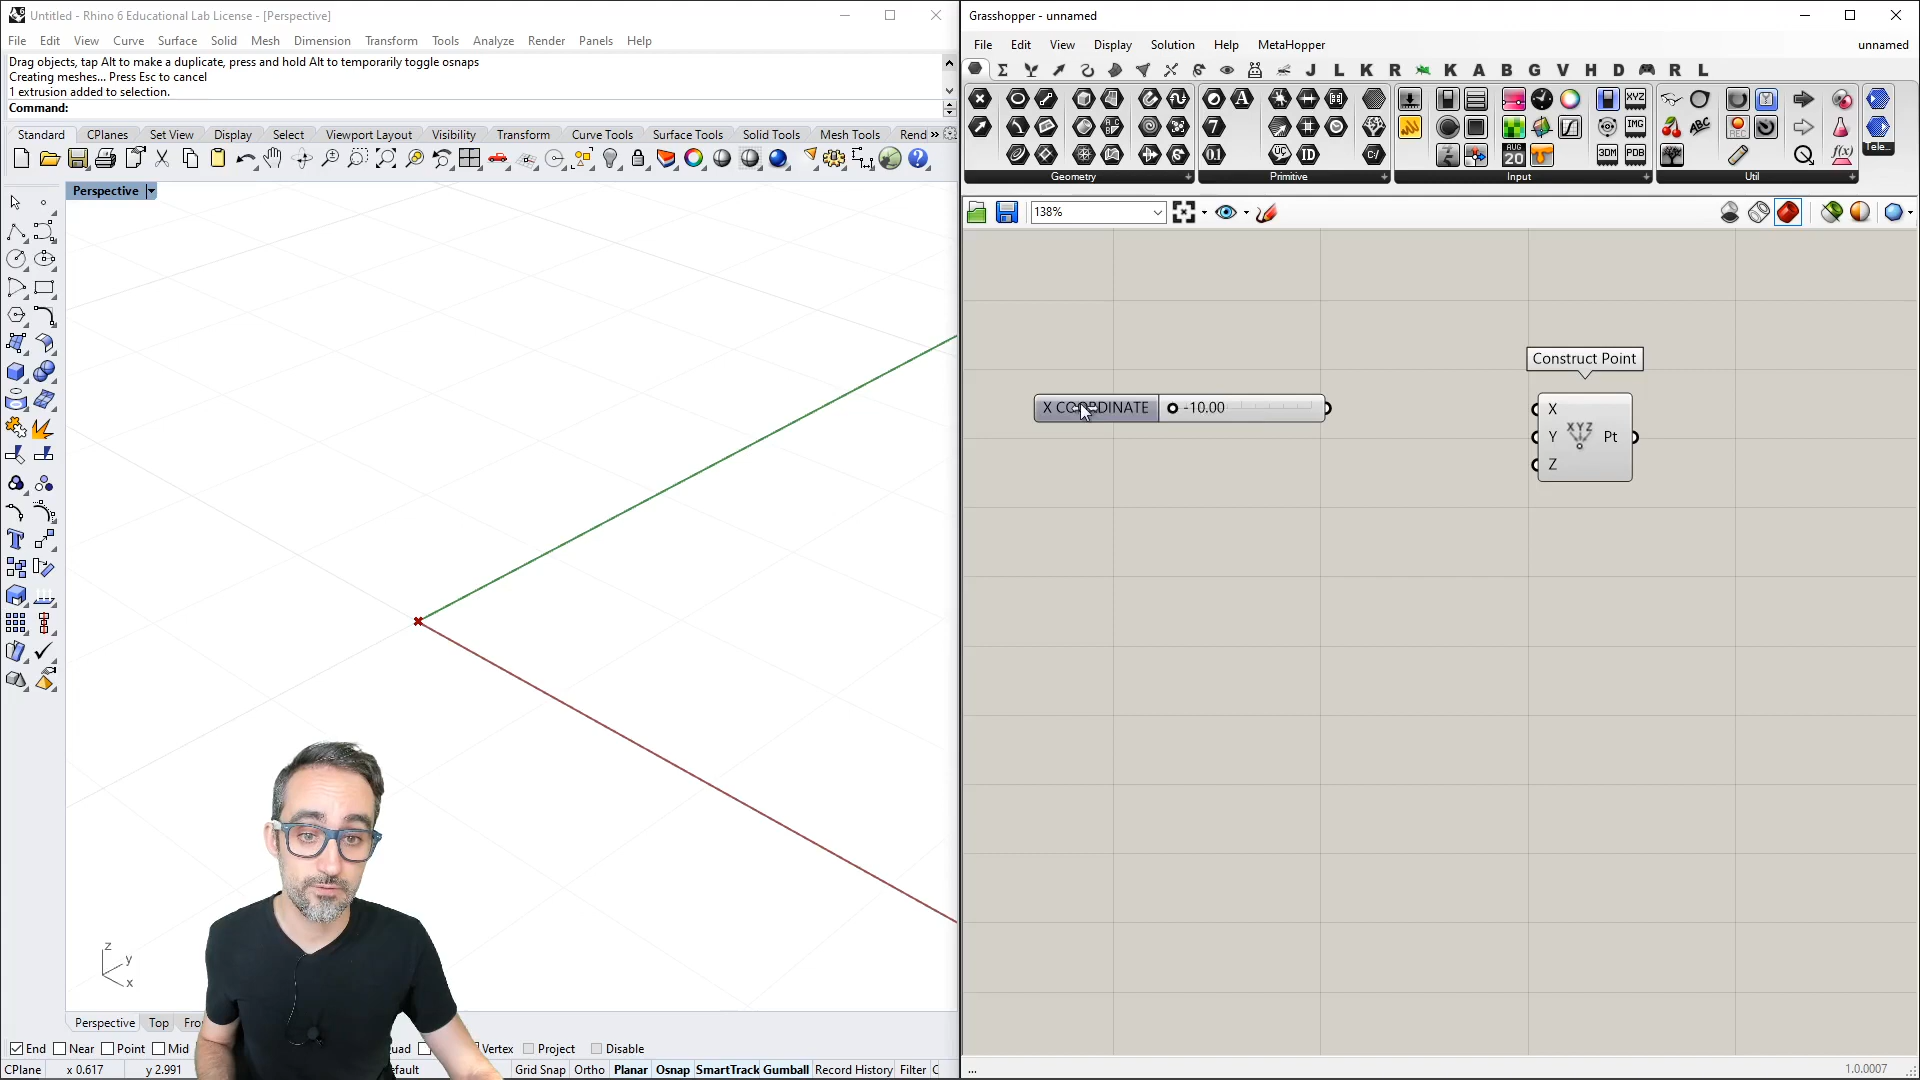 Untitled - Rhino 6 Educational Lab License - [Perspective]
File Edit View Curve Surface Solid Mesh Dimension Transform Tools Analyze Render Panels Help
Drag objects, tap Alt to make a duplicate, press and hold Alt to temporarily toggle osnaps
Creating meshes... Press Esc to cancel
1 extrusion added to selection.
Command:
Standard CPlanes Set View Display Select Viewport Layout Visibility Transform Curve Tools Surface Tools Solid Tools Mesh Tools Rend »
Perspective
z
y
x
Perspective Top Fro
End Near Point Mid uad Vertex Project Disable
CPlane x 0.617 y 2.991 efault Grid Snap Ortho Planar Osnap SmartTrack Gumball Record History Filter C
Grasshopper - unnamed
File Edit View Display Solution Help MetaHopper unnamed
J L K R K A B G V H D R L
Geometry Primitive Input Util Tele...
138%
Construct Point
X COORDINATE -10.00
X
Y XYZ Pt
Z
... 1.0.0007